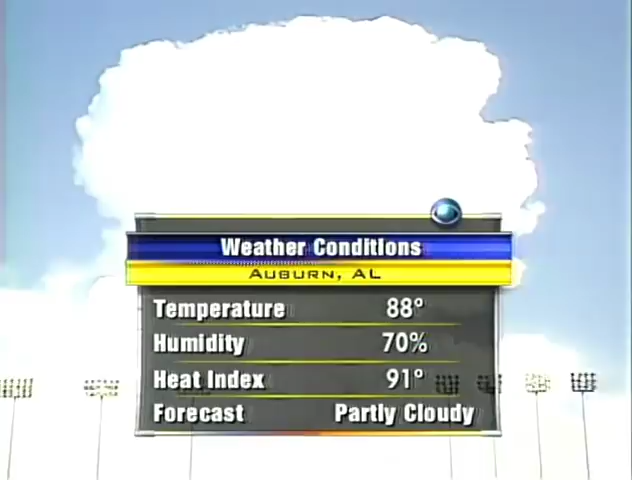 Weather Conditions
AUBURN, AL
Temperature 88°
Humidity 70%
Heat Index 91°
Forecast Partly Cloudy